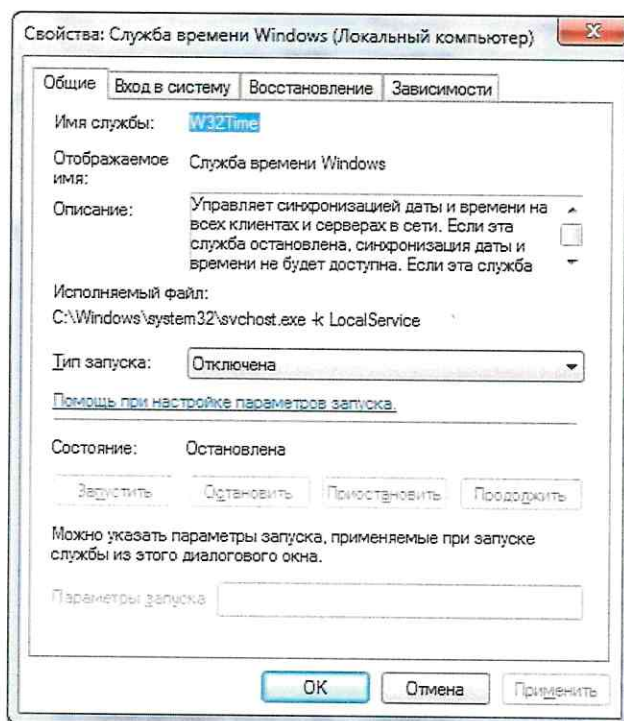 Свойства: Служба времени Windows (Локальный компьютер)
Общие Вход в систему Восстановление Зависимости
Имя службы: W32Time
Отображаемое имя: Служба времени Windows
Описание: Управляет синхронизацией даты и времени на
всех клиентах и серверах в сети. Если эта
служба остановлена, синхронизация даты и
времени не будет доступна. Если эта служба
Исполняемый файл:
C:\Windows\system32\svchost.exe -k LocalService
Тип запуска: Отключена
Помощь при настройке параметров запуска.
Состояние: Остановлена
Запустить Остановить Приостановить Продолжить
Можно указать параметры запуска, применяемые при запуске
службы из этого диалогового окна.
Параметры запуска
OK Отмена Применить